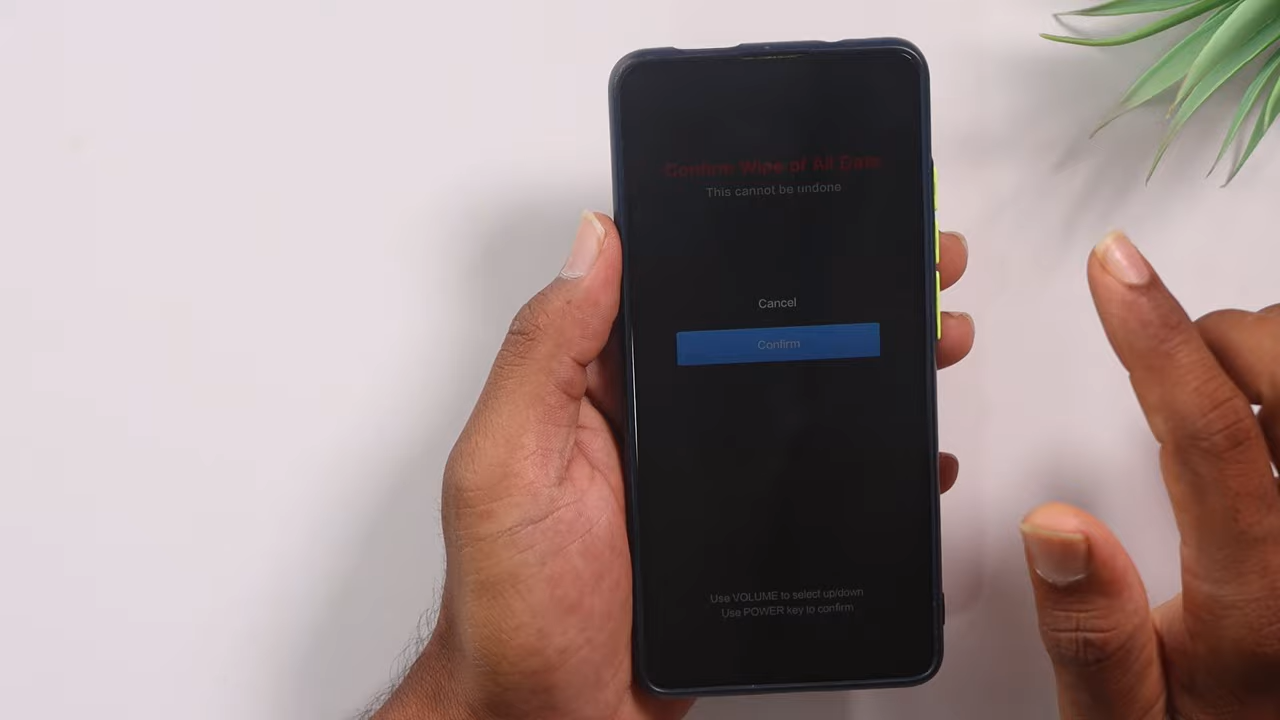 Confirm Wipe of All Data
This cannot be undone
Cancel
Confirm
Use VOLUME to select up/down
Use POWER key to confirm